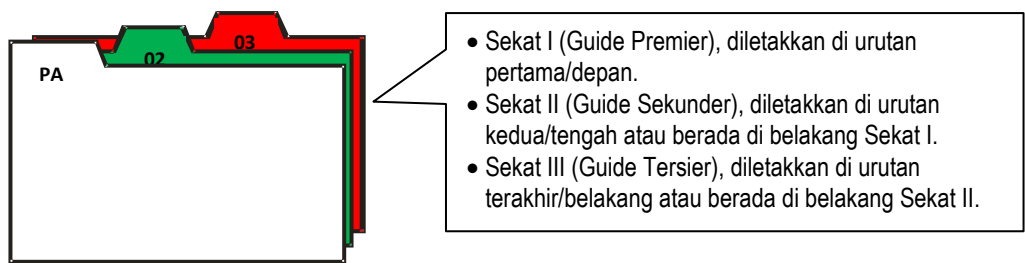 03
02
PA
• Sekat I (Guide Premier), diletakkan di urutan
pertama/depan.
• Sekat II (Guide Sekunder), diletakkan di urutan
kedua/tengah atau berada di belakang Sekat I.
• Sekat III (Guide Tersier), diletakkan di urutan
terakhir/belakang atau berada di belakang Sekat II.